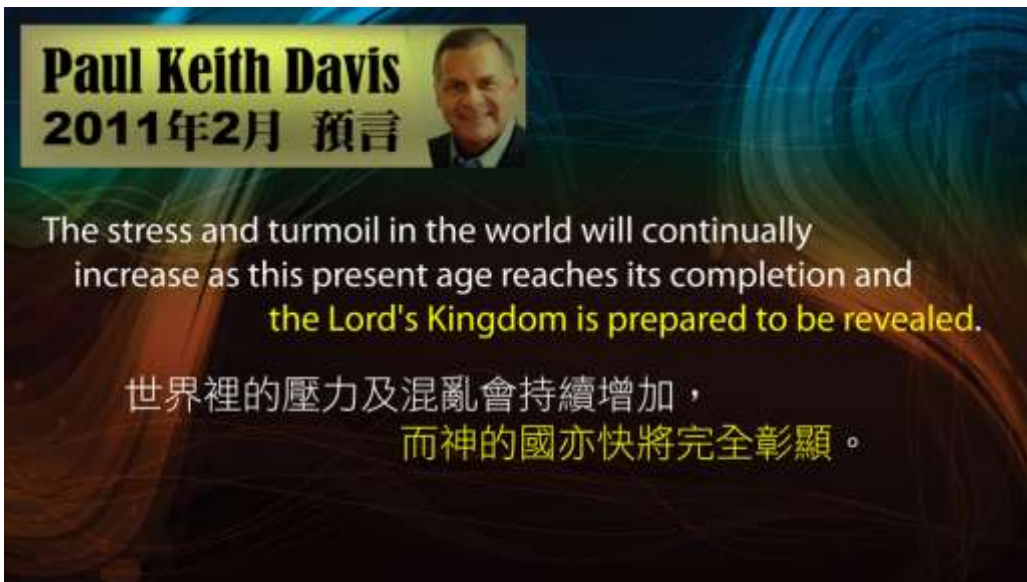 Paul Keith Davis
2011年2月 預言
The stress and turmoil in the world will continually
increase as this present age reaches its completion and
the Lord's Kingdom is prepared to be revealed.
世界裡的壓力及混亂會持續增加，
而神的國亦快將完全彰顯。